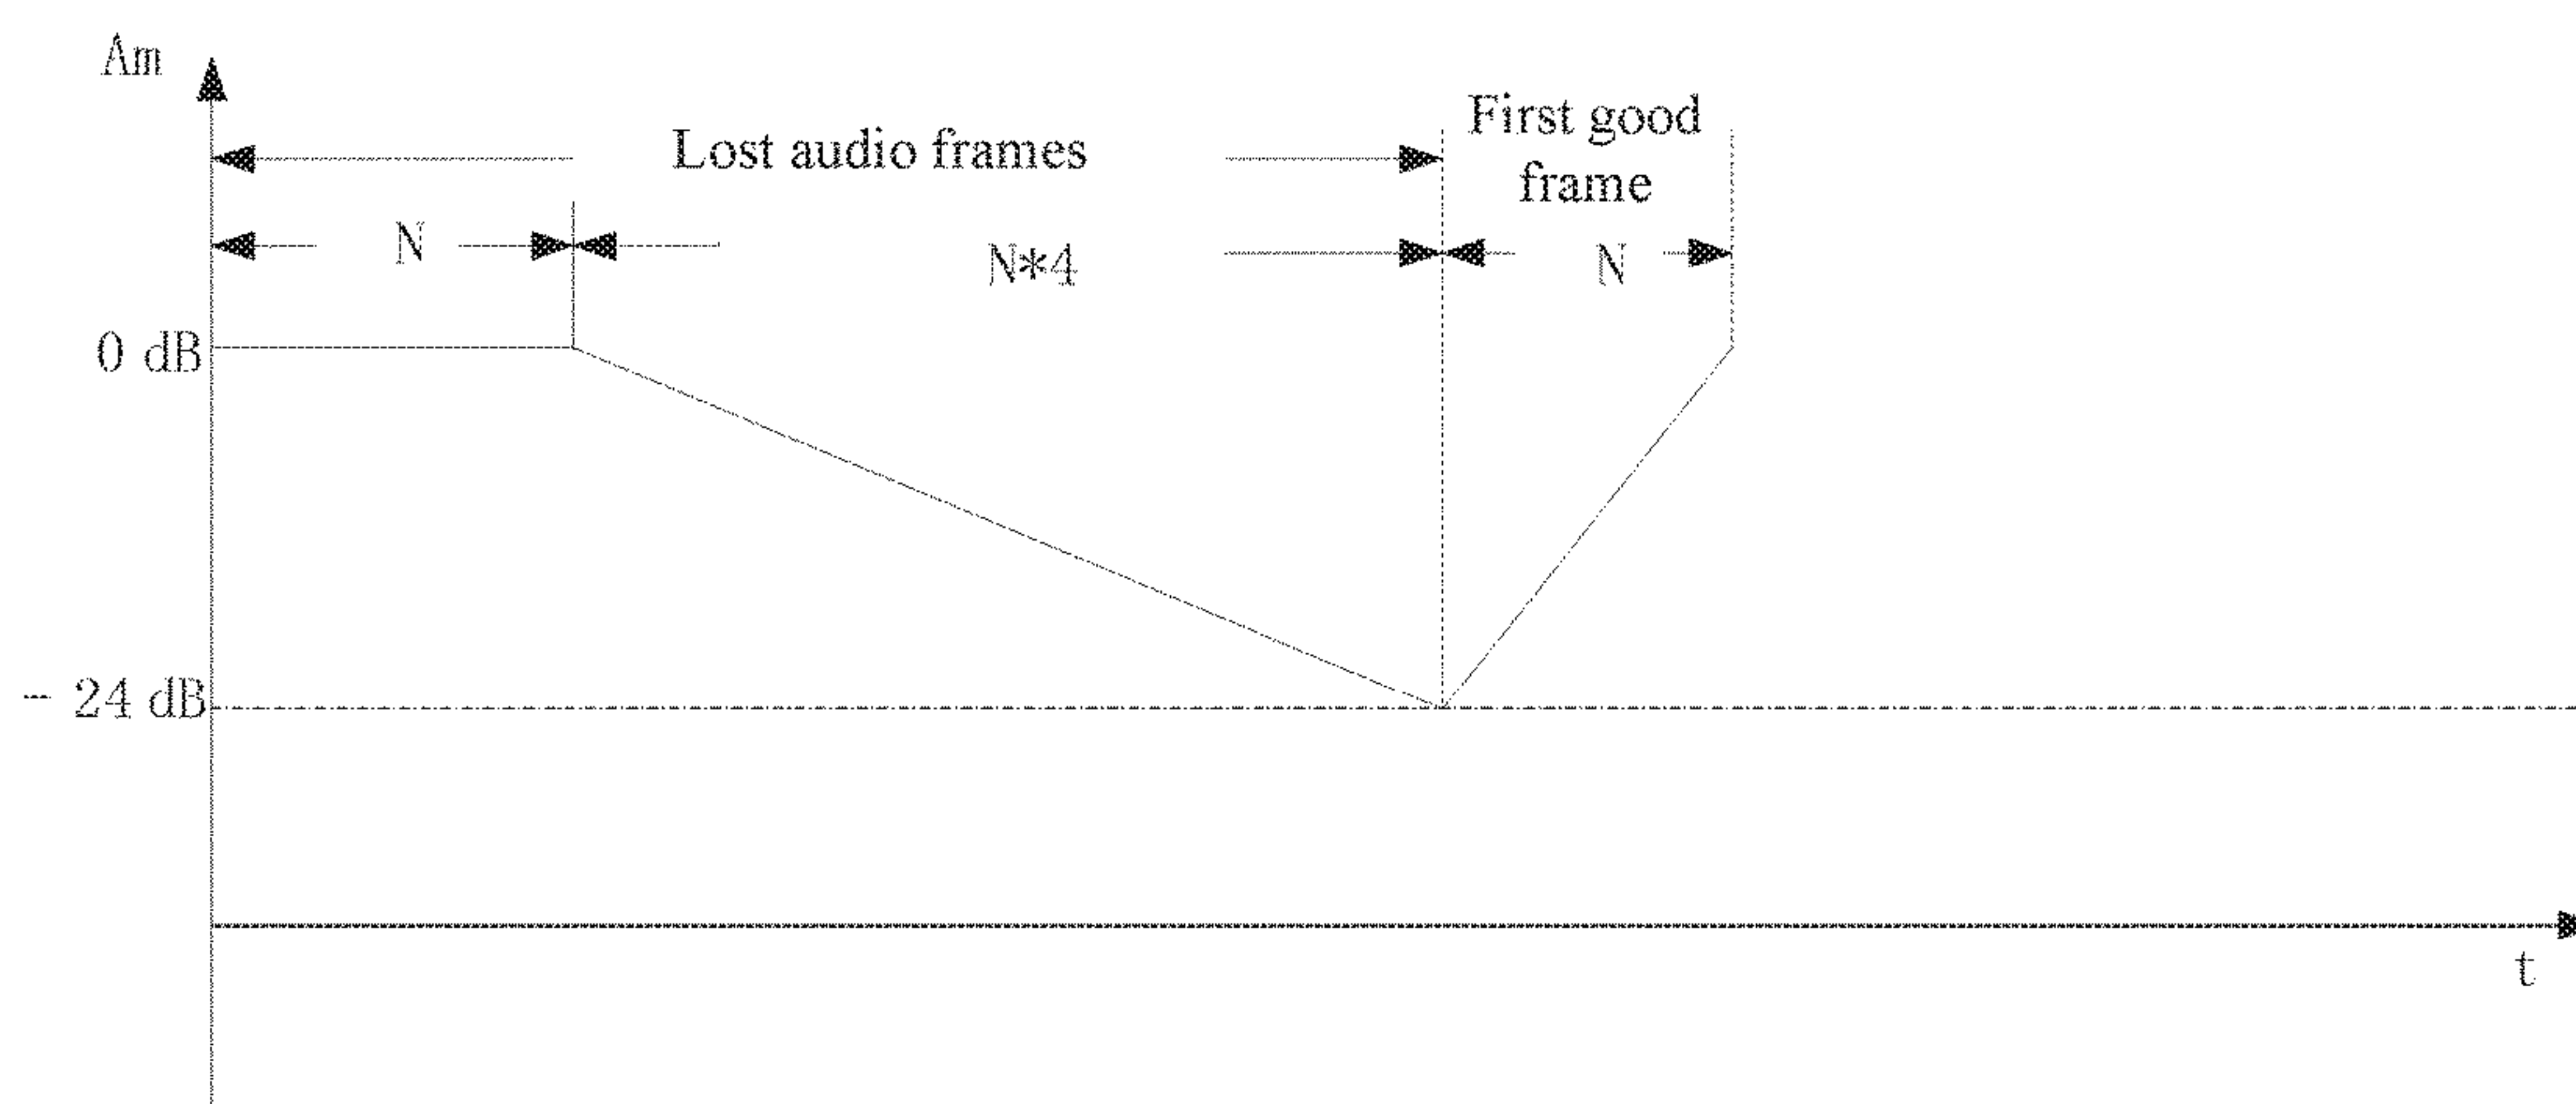 Am
Lost audio frames
First good
frame
N
N*4
N
0 dB
- 24 dB
t